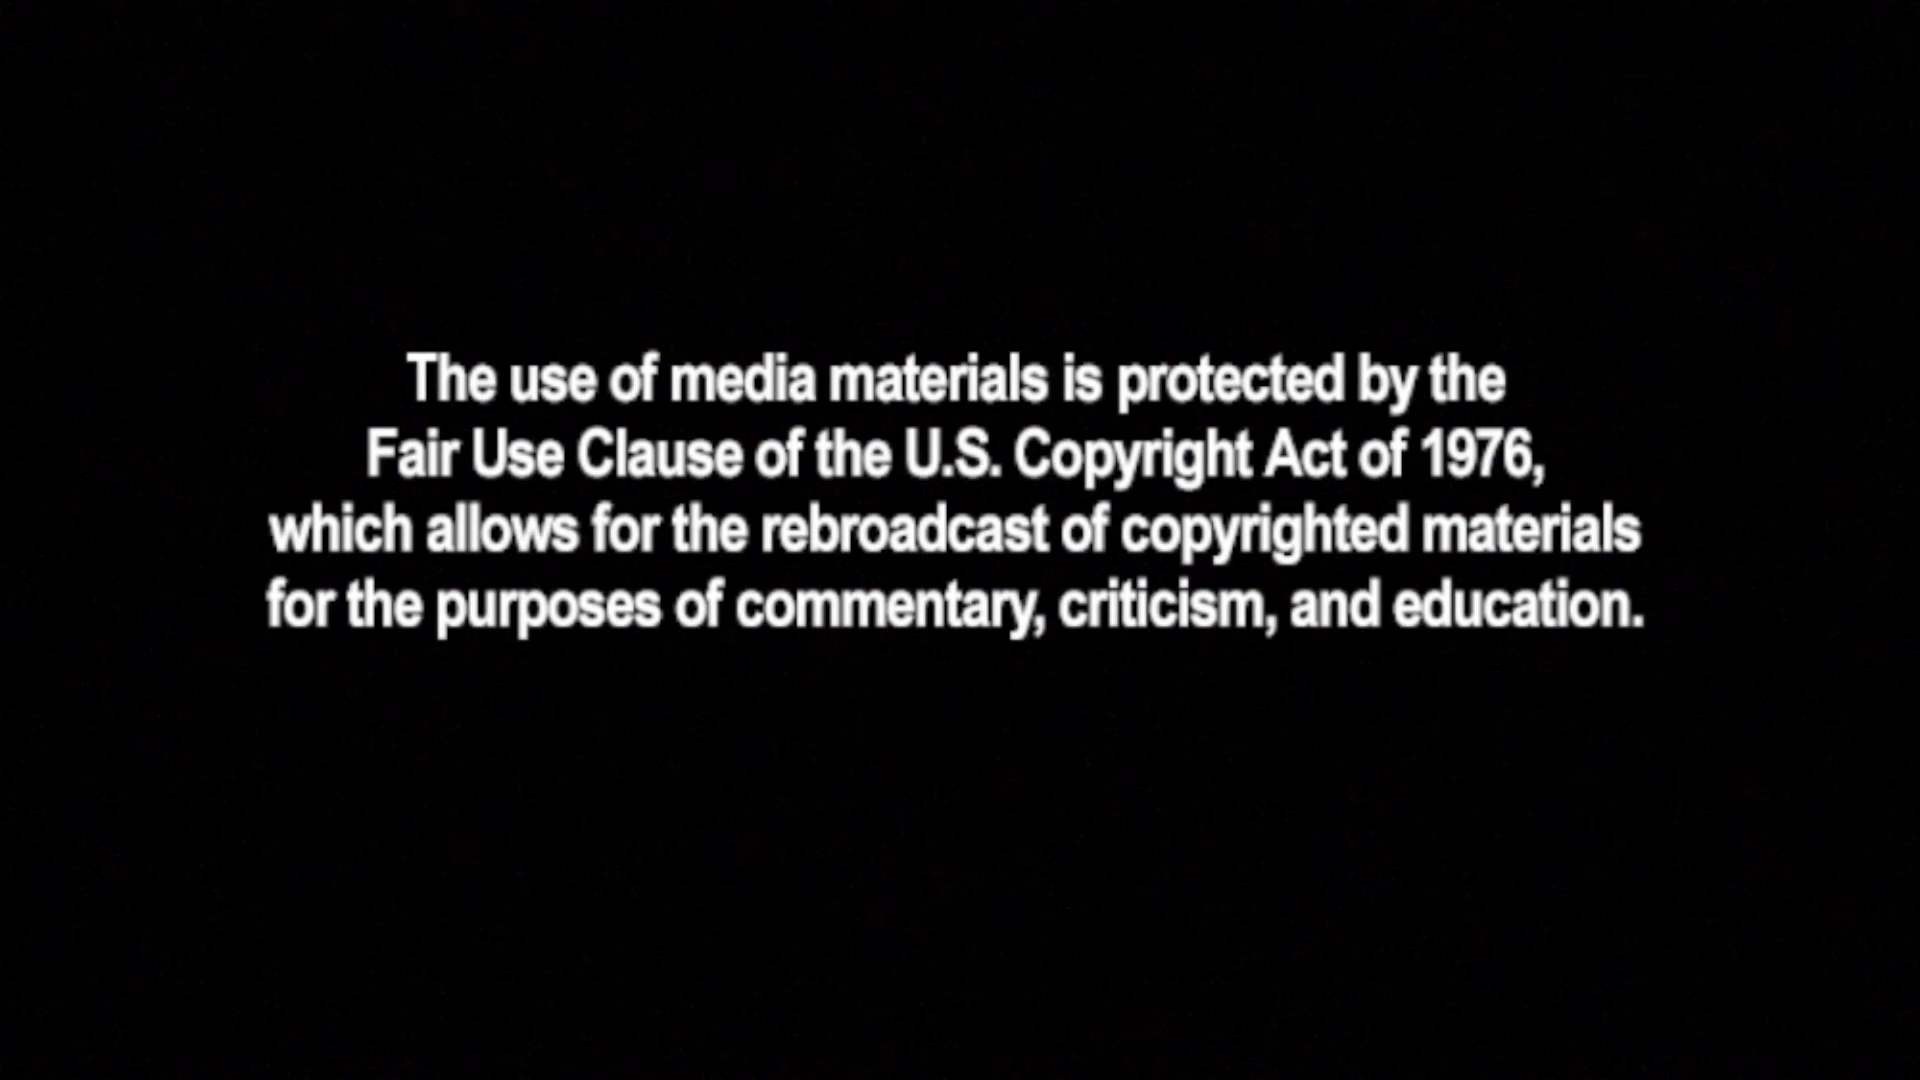 The use of media materials is protected by the
Fair Use Clause of the U.S. Copyright Act of 1976,
which allows for the rebroadcast of copyrighted materials
for the purposes of commentary, criticism, and education.